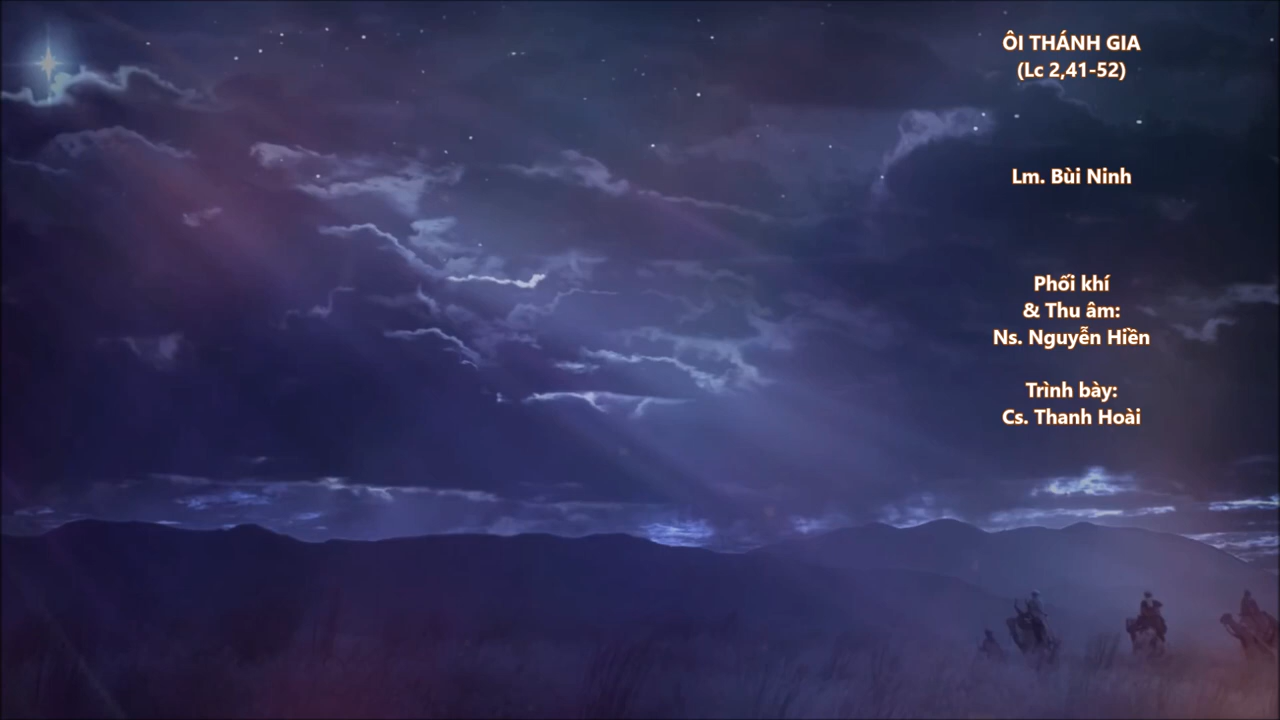 ÔI THÁNH GIA
(Lc 2,41-52)
Lm. Bùi Ninh
Phối khí
& Thu âm:
Ns. Nguyễn Hiền
Trình bày:
Cs. Thanh Hoài